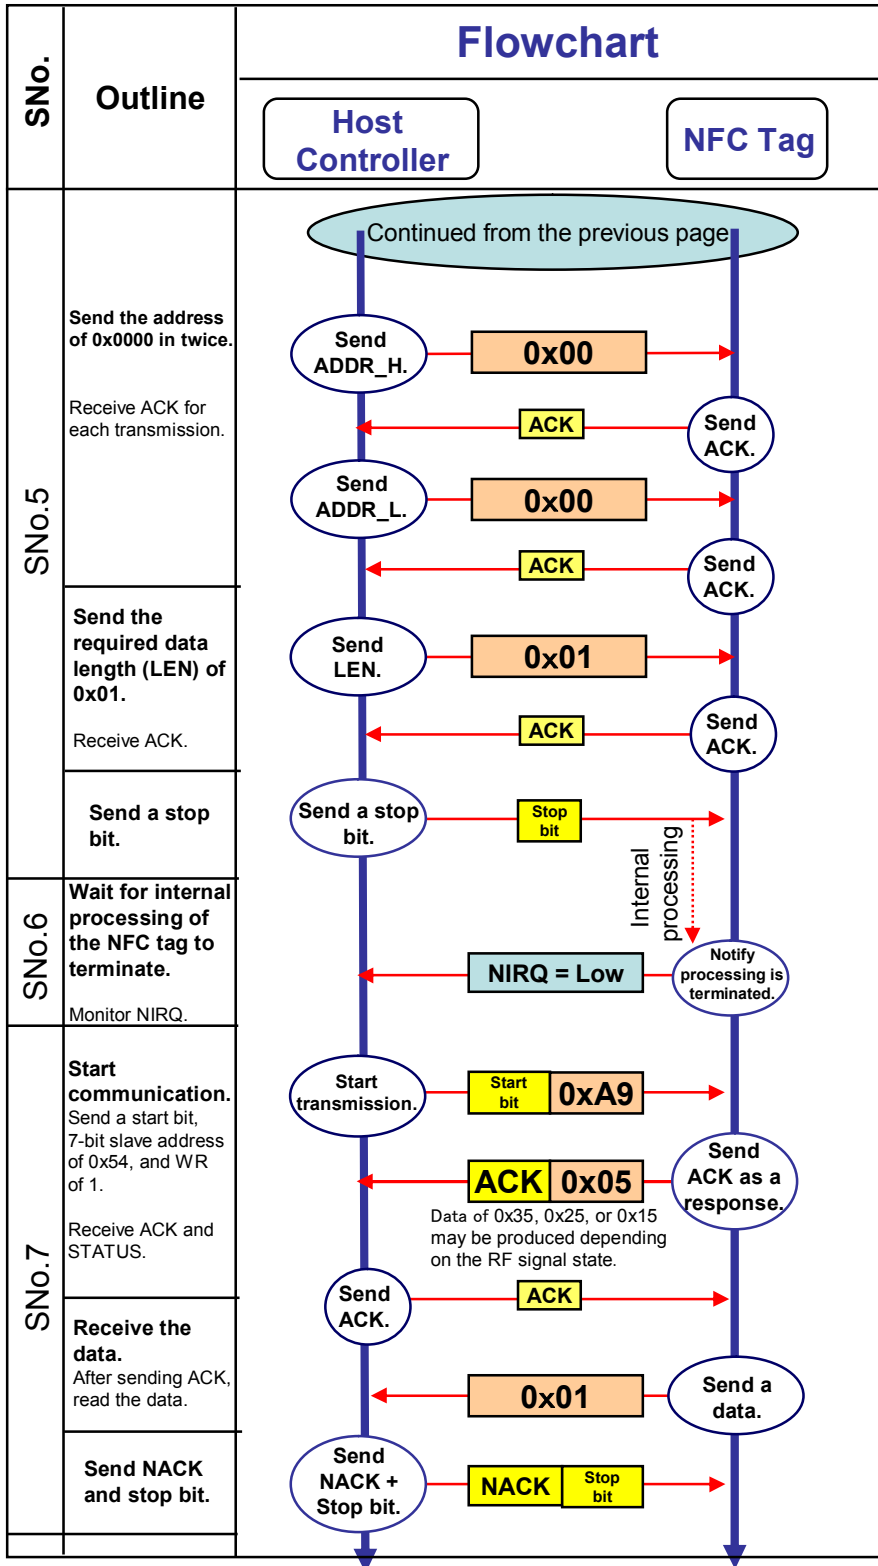 SNo.
Outline
Flowchart
Host
Controller
NFC Tag
Continued from the previous page
SNo.5
Send the address
of 0x0000 in twice.
Receive ACK for
each transmission.
Send
ADDR_H.
0x00
ACK
Send
ACK.
Send
ADDR_L.
0x00
ACK
Send
ACK.
Send the
required data
length (LEN) of
0x01.
Receive ACK.
Send
LEN.
0x01
ACK
Send
ACK.
Send a stop
bit.
Send a stop
bit.
Stop
bit
Internal
processing
SNo.6
Wait for internal
processing of
the NFC tag to
terminate.
Monitor NIRQ.
NIRQ = Low
Notify
processing is
terminated.
SNo.7
Start
communication.
Send a start bit,
7-bit slave address
of 0x54, and WR
of 1.
Receive ACK and
STATUS.
Start
transmission.
Start
bit
0xA9
ACK
0x05
Send
ACK as a
response.
Data of 0x35, 0x25, or 0x15
may be produced depending
on the RF signal state.
Send
ACK.
ACK
Receive the
data.
After sending ACK,
read the data.
0x01
Send a
data.
Send NACK
and stop bit.
Send
NACK +
Stop bit.
NACK
Stop
bit